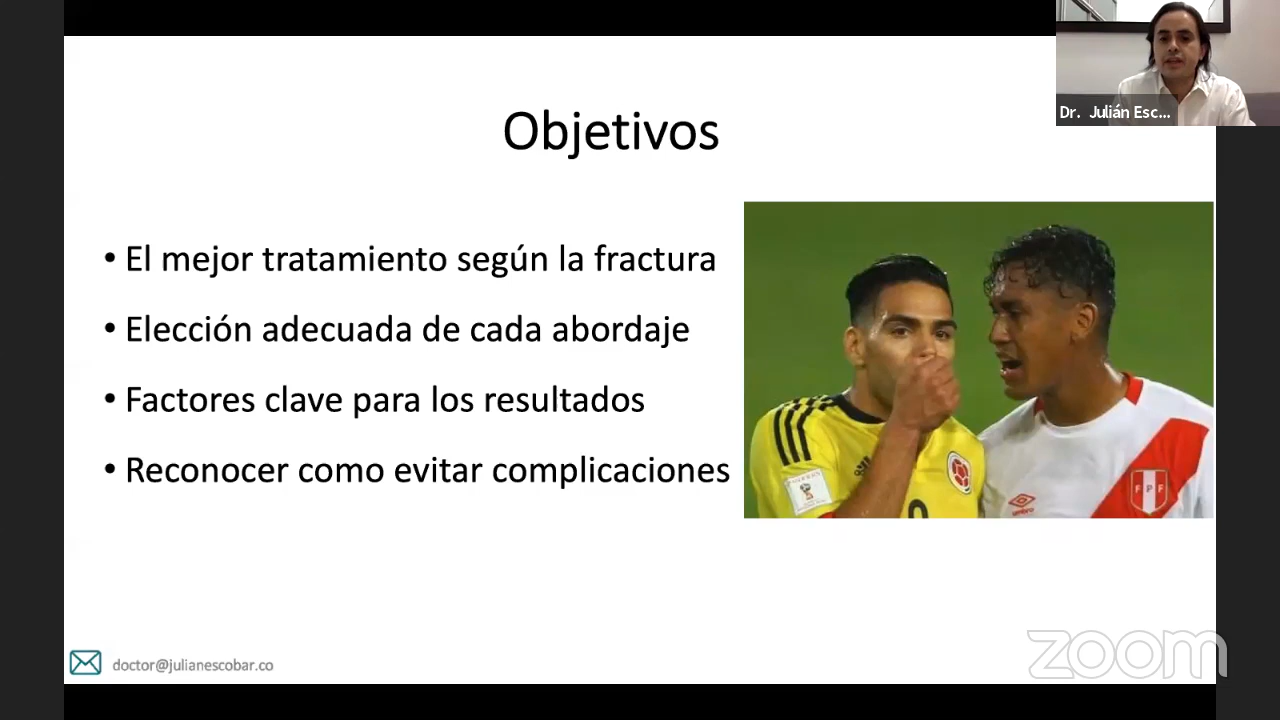 Dr. Julián Esc...
Objetivos
• El mejor tratamiento según la fractura
• Elección adecuada de cada abordaje
• Factores clave para los resultados
• Reconocer como evitar complicaciones
FPF
umbro
doctor@julianescobar.co
zoom